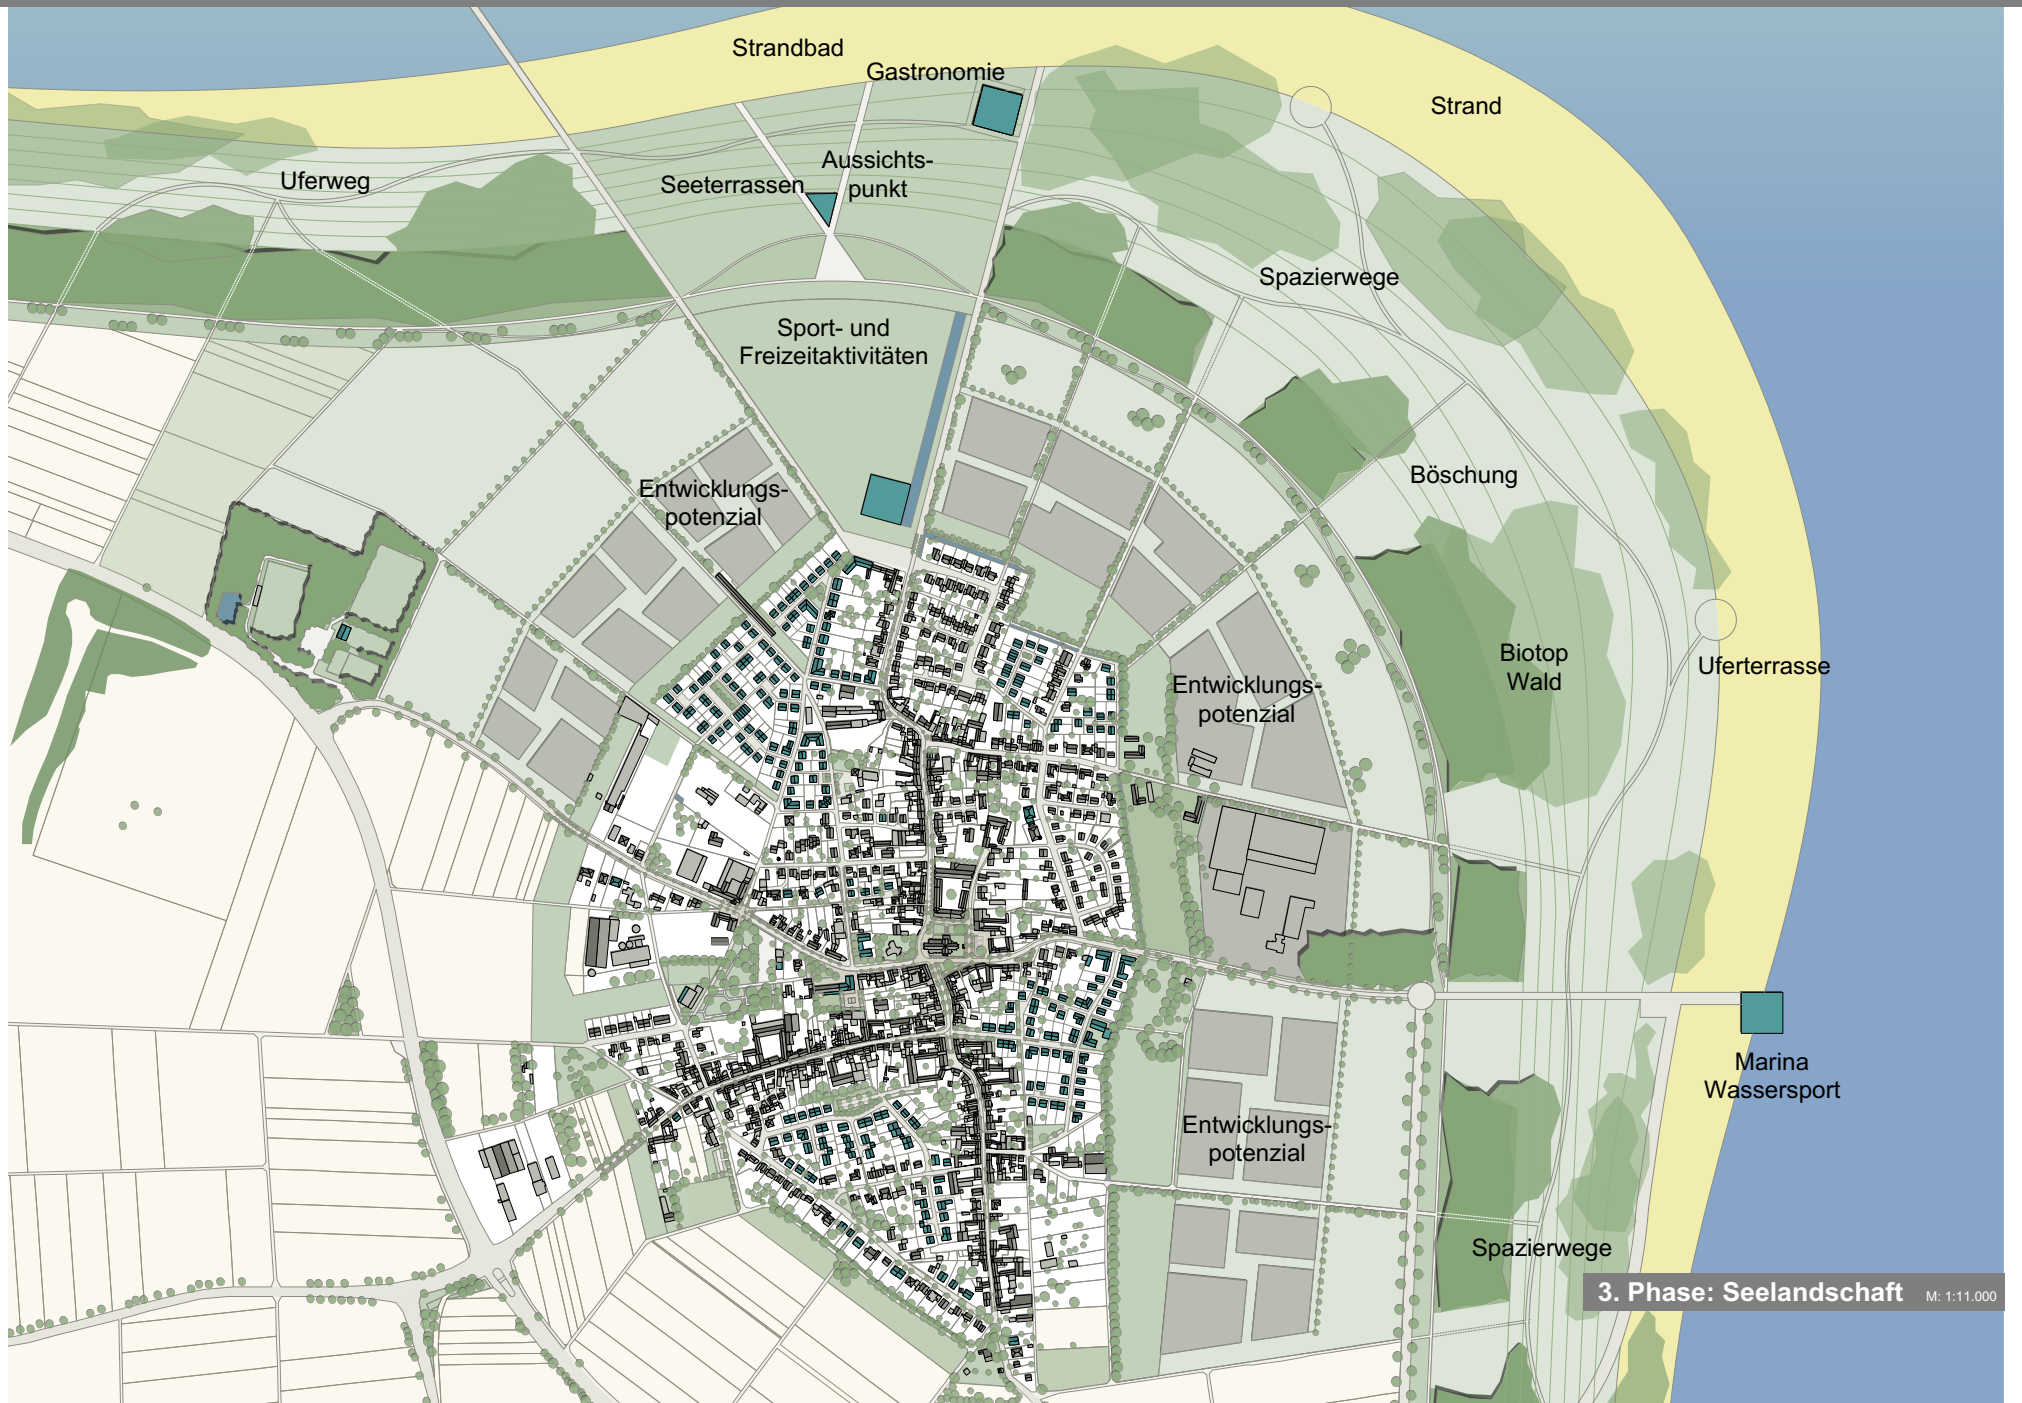 Strandbad
Gastronomie
Strand
Aussichts-
punkt
Uferweg
Seeterrassen
Spazierwege
Sport- und
Freizeitaktivitäten
Böschung
Entwicklungs-
potenzial
Biotop
Wald
Uferterrasse
Entwicklungs-
potenzial
Marina
Wassersport
Entwicklungs-
potenzial
Spazierwege
3. Phase: Seelandschaft M: 1:11.000